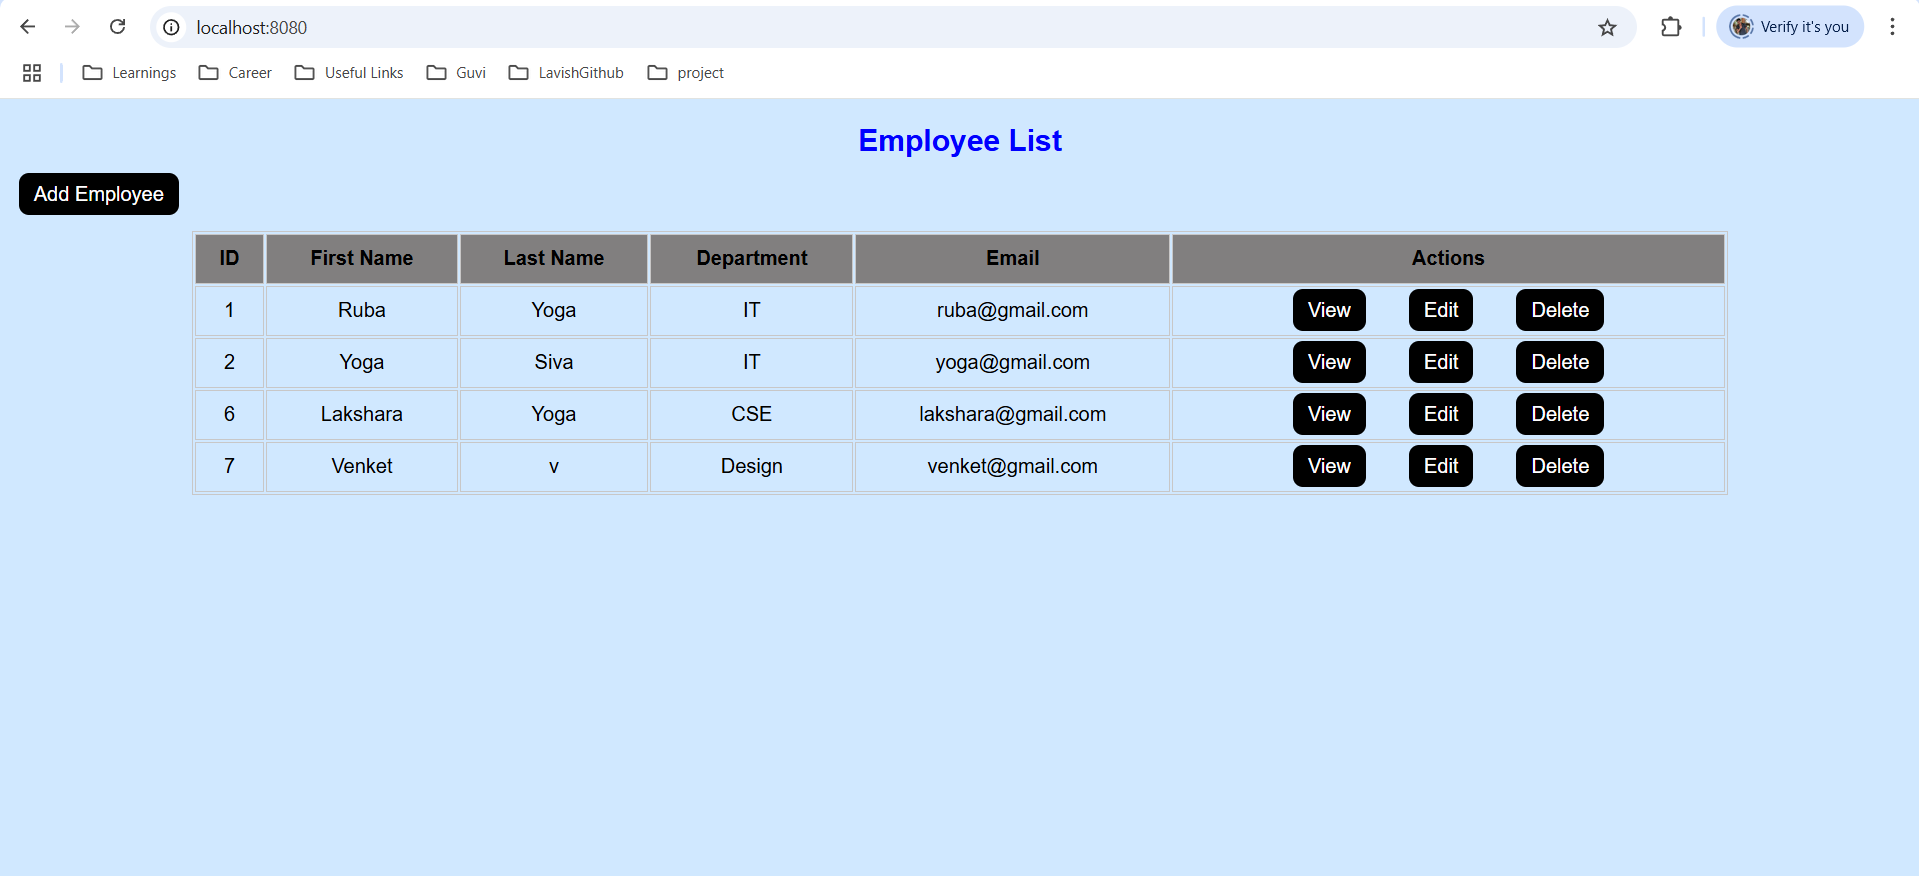 localhost:8080
Verify it's you
Learnings Career Useful Links Guvi LavishGithub project
Employee List
Add Employee
ID First Name Last Name Department Email Actions
1 Ruba Yoga IT ruba@gmail.com View Edit Delete
2 Yoga Siva IT yoga@gmail.com View Edit Delete
6 Lakshara Yoga CSE lakshara@gmail.com View Edit Delete
7 Venket v Design venket@gmail.com View Edit Delete